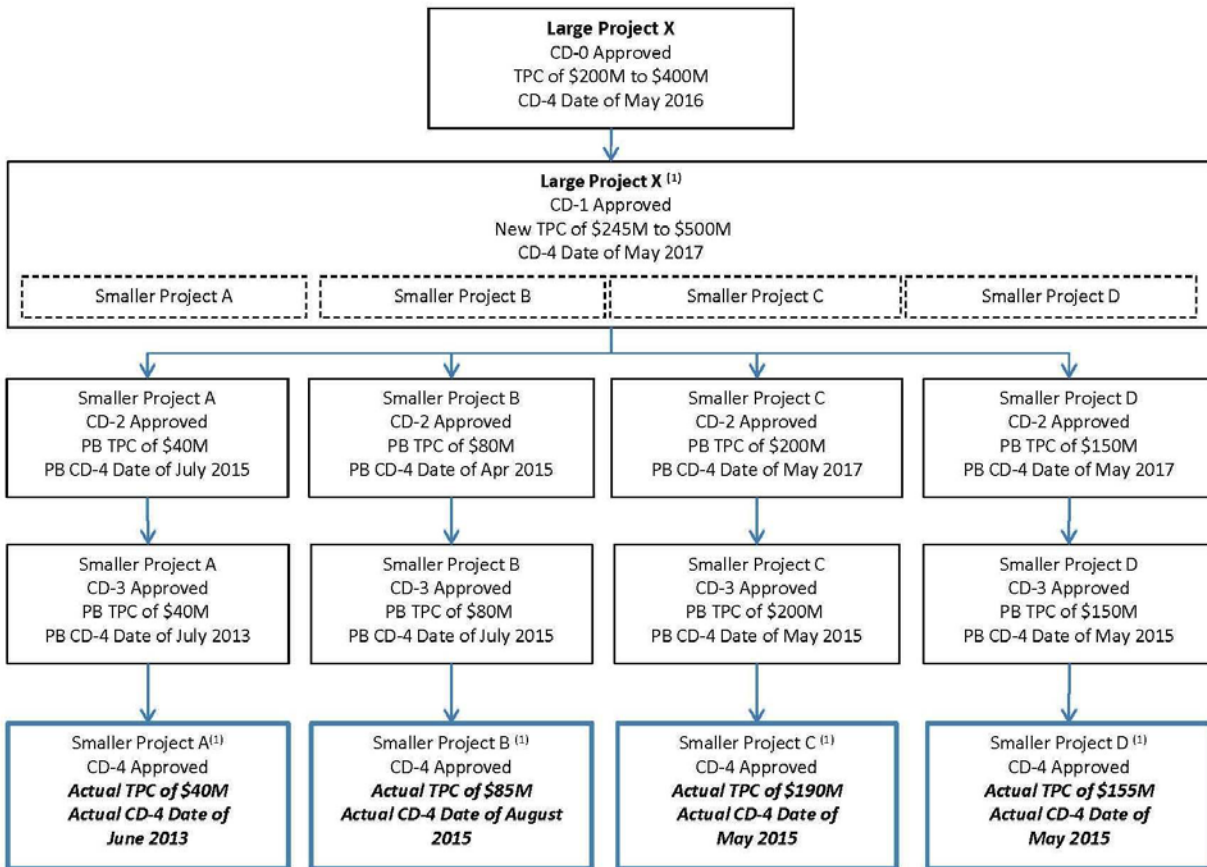 Large Project X
CD-0 Approved
TPC of $200M to $400M
CD-4 Date of May 2016
Large Project X (1)
CD-1 Approved
New TPC of $245M to $500M
CD-4 Date of May 2017
Smaller Project A
Smaller Project B
Smaller Project C
Smaller Project D
Smaller Project A
CD-2 Approved
PB TPC of $40M
PB CD-4 Date of July 2015
Smaller Project B
CD-2 Approved
PB TPC of $80M
PB CD-4 Date of Apr 2015
Smaller Project C
CD-2 Approved
PB TPC of $200M
PB CD-4 Date of May 2017
Smaller Project D
CD-2 Approved
PB TPC of $150M
PB CD-4 Date of May 2017
Smaller Project A
CD-3 Approved
PB TPC of $40M
PB CD-4 Date of July 2013
Smaller Project B
CD-3 Approved
PB TPC of $80M
PB CD-4 Date of July 2015
Smaller Project C
CD-3 Approved
PB TPC of $200M
PB CD-4 Date of May 2015
Smaller Project D
CD-3 Approved
PB TPC of $150M
PB CD-4 Date of May 2015
Smaller Project A(1)
CD-4 Approved
Actual TPC of $40M
Actual CD-4 Date of
June 2013
Smaller Project B (1)
CD-4 Approved
Actual TPC of $85M
Actual CD-4 Date of August
2015
Smaller Project C (1)
CD-4 Approved
Actual TPC of $190M
Actual CD-4 Date of
May 2015
Smaller Project D (1)
CD-4 Approved
Actual TPC of $155M
Actual CD-4 Date of
May 2015